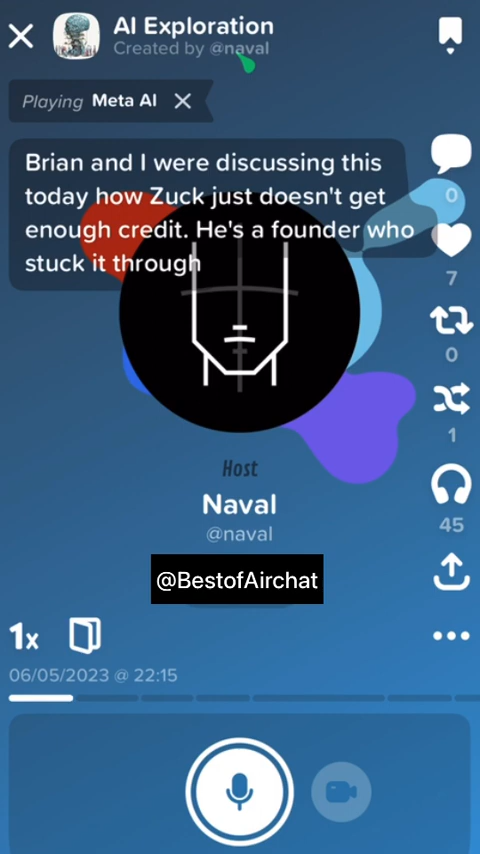 AI Exploration
Created by @naval
Playing Meta AI
Brian and I were discussing this
today how Zuck just doesn't get
enough credit. He's a founder who
stuck it through
0
7
0
1
45
Host
Naval
@naval
@BestofAirchat
1x
06/05/2023 @ 22:15